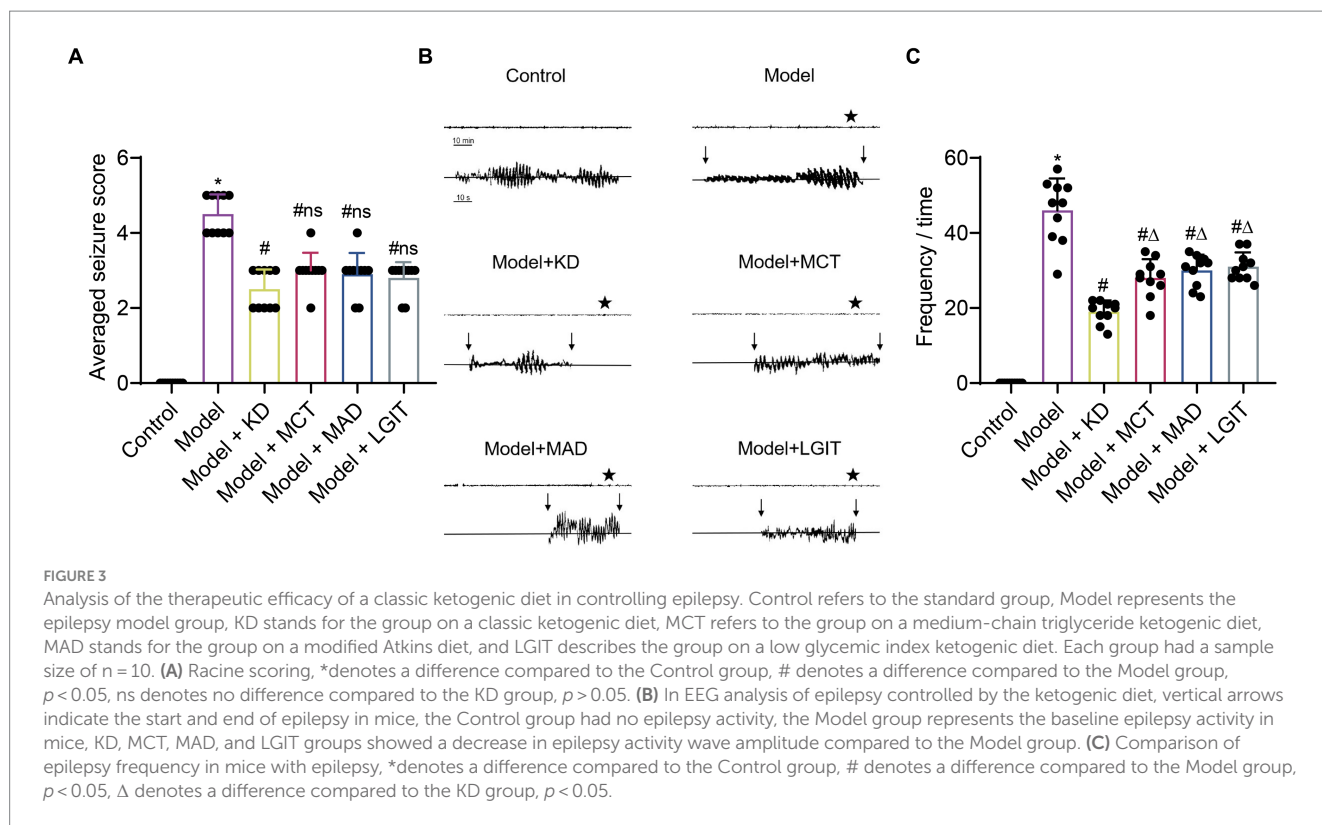 A
Averaged seizure score
6
4
2
0
*
#
#ns
#ns
#ns
Control
Model
Model + KD
Model + MCT
Model + MAD
Model + LGIT
B
Control
Model
★
10 min
10 s
Model+KD
Model+MCT
★
★
Model+MAD
Model+LGIT
★
★
C
Frequency / time
60
40
20
0
*
#
#Δ
#Δ
#Δ
Control
Model
Model + KD
Model + MCT
Model + MAD
Model + LGIT
FIGURE 3
Analysis of the therapeutic efficacy of a classic ketogenic diet in controlling epilepsy. Control refers to the standard group, Model represents the
epilepsy model group, KD stands for the group on a classic ketogenic diet, MCT refers to the group on a medium-chain triglyceride ketogenic diet,
MAD stands for the group on a modified Atkins diet, and LGIT describes the group on a low glycemic index ketogenic diet. Each group had a sample
size of n = 10. (A) Racine scoring, *denotes a difference compared to the Control group, # denotes a difference compared to the Model group,
p < 0.05, ns denotes no difference compared to the KD group, p > 0.05. (B) In EEG analysis of epilepsy controlled by the ketogenic diet, vertical arrows
indicate the start and end of epilepsy in mice, the Control group had no epilepsy activity, the Model group represents the baseline epilepsy activity in
mice, KD, MCT, MAD, and LGIT groups showed a decrease in epilepsy activity wave amplitude compared to the Model group. (C) Comparison of
epilepsy frequency in mice with epilepsy, *denotes a difference compared to the Control group, # denotes a difference compared to the Model group,
p < 0.05, Δ denotes a difference compared to the KD group, p < 0.05.